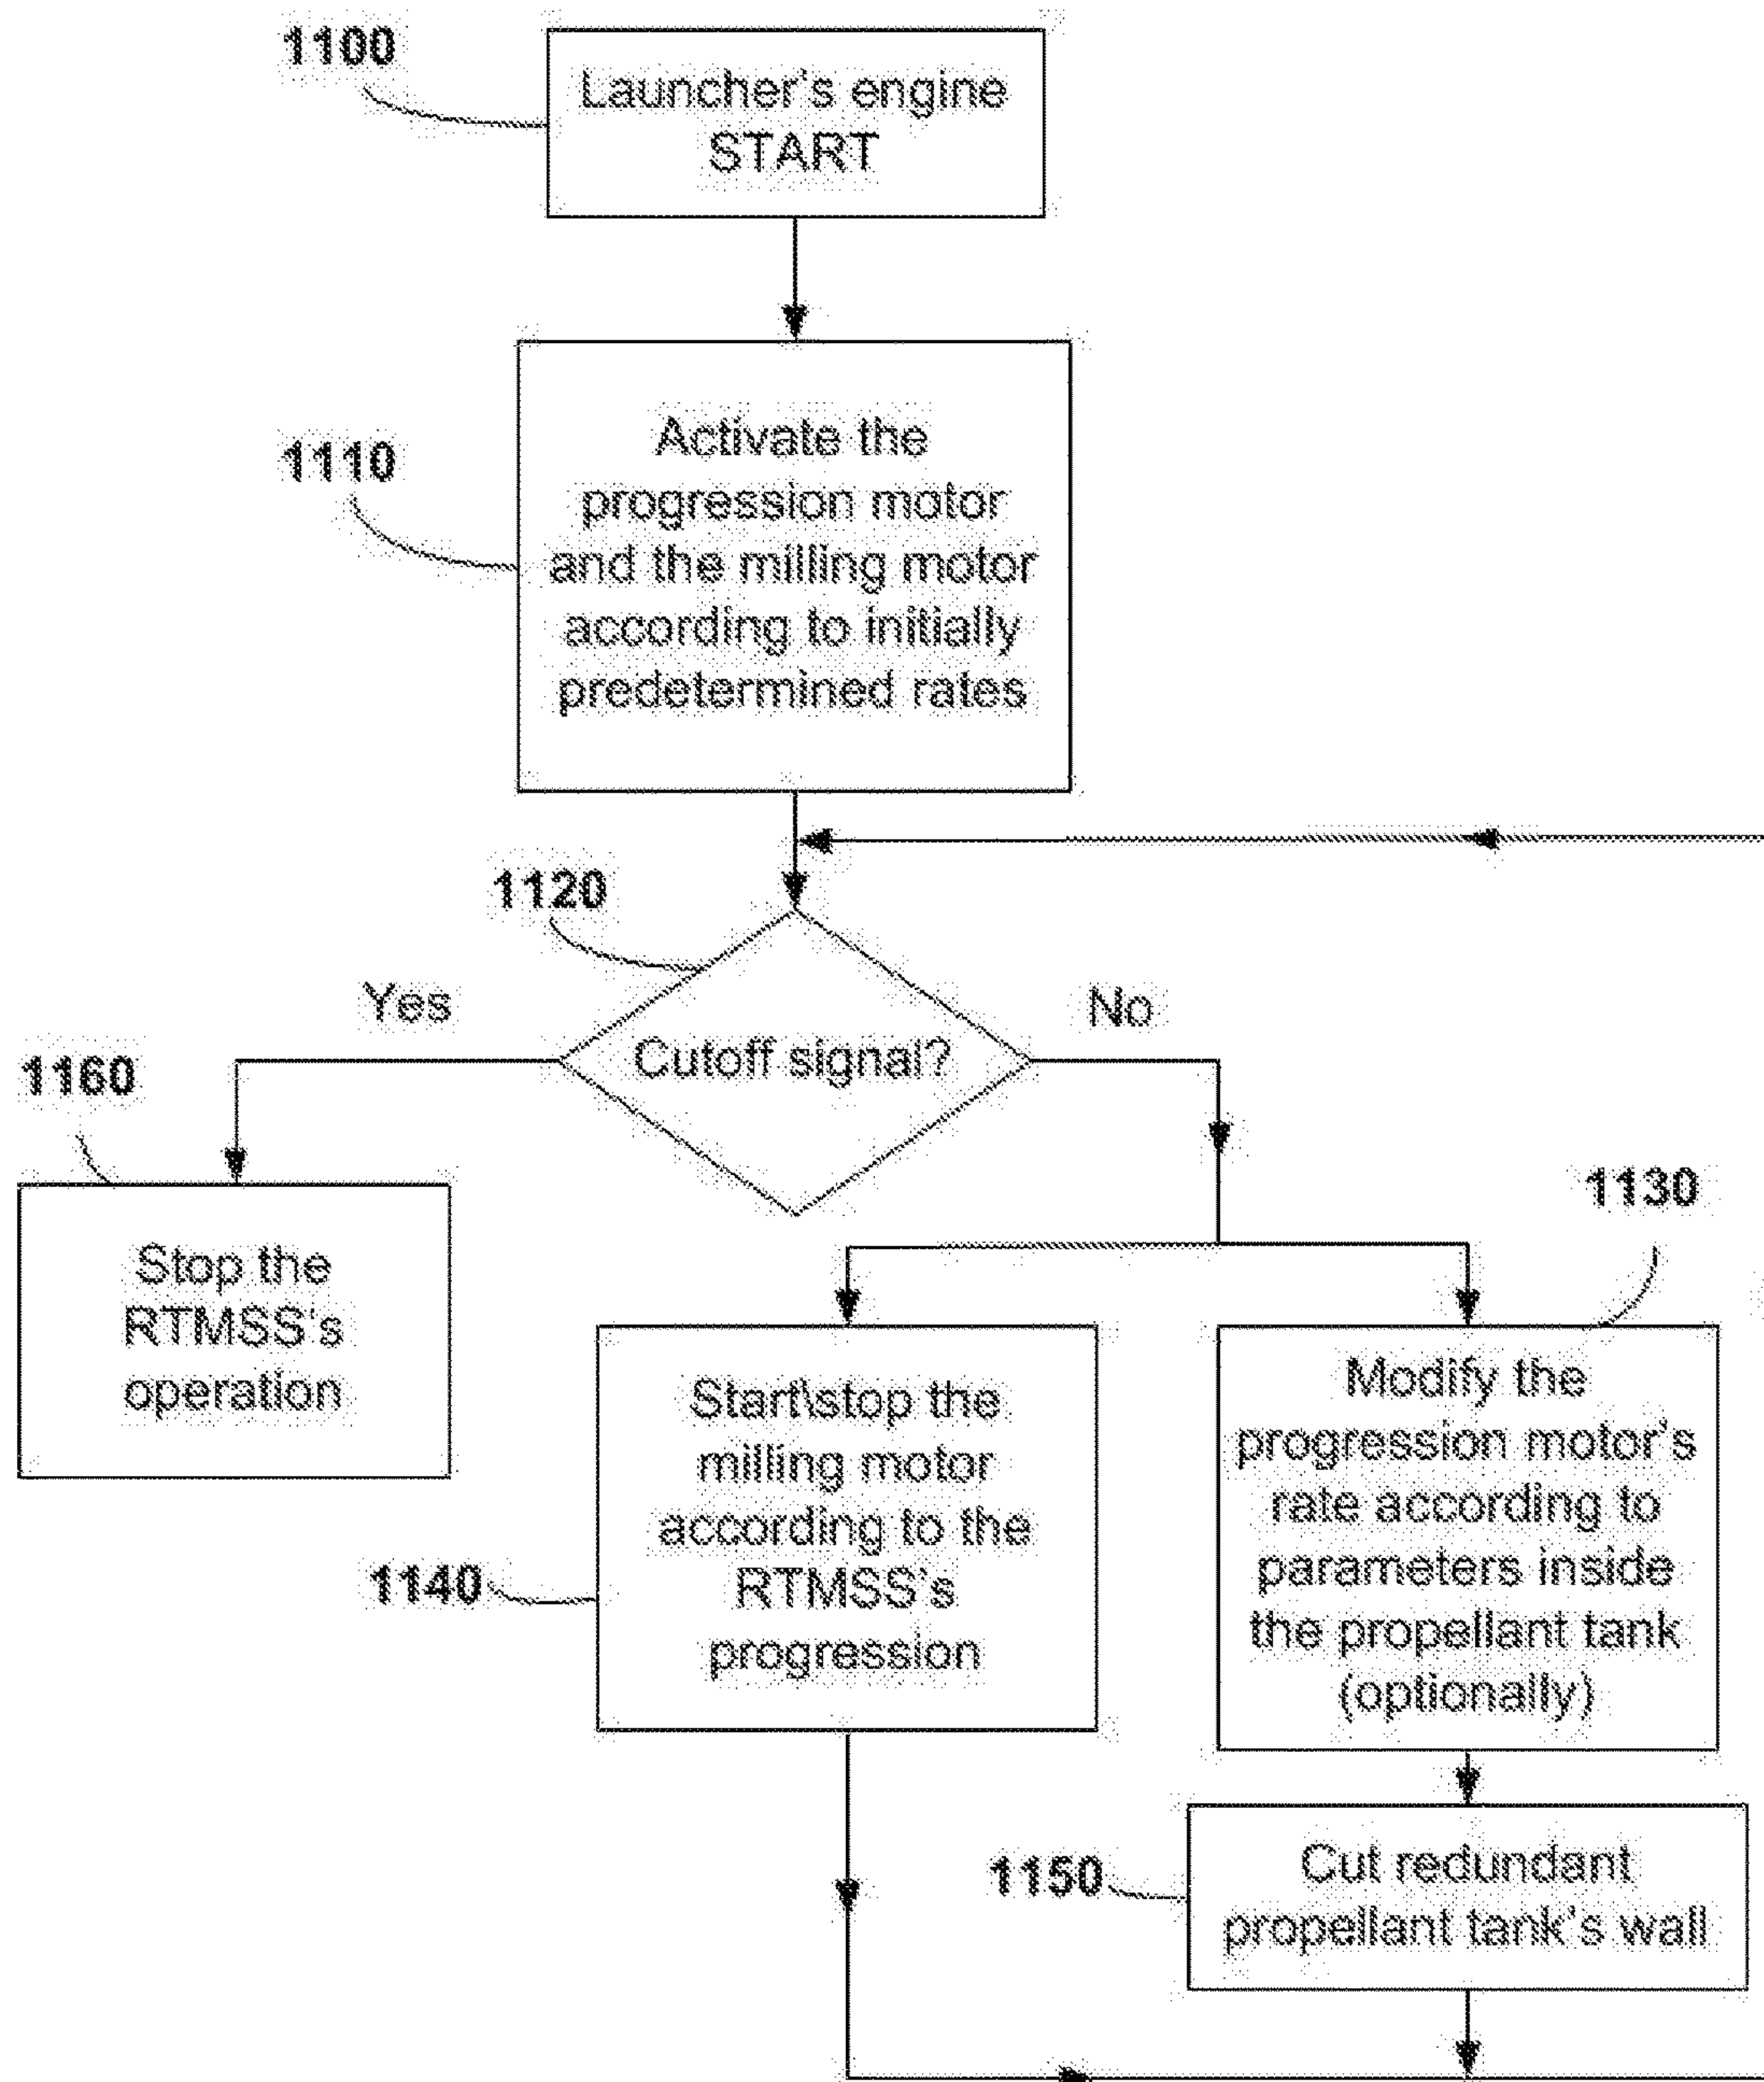 1100
Launcher's engine
START
1110
Activate the
progression motor
and the milling motor
according to initially
predetermined rates
1120
Yes
No
Cutoff signal?
1160
Stop the
RTMSS's
operation
1130
Modify the
progression motor's
rate according to
parameters inside
the propellant tank
(optionally)
1140
Start\stop the
milling motor
according to the
RTMSS's
progression
1150
Cut redundant
propellant tank's wall